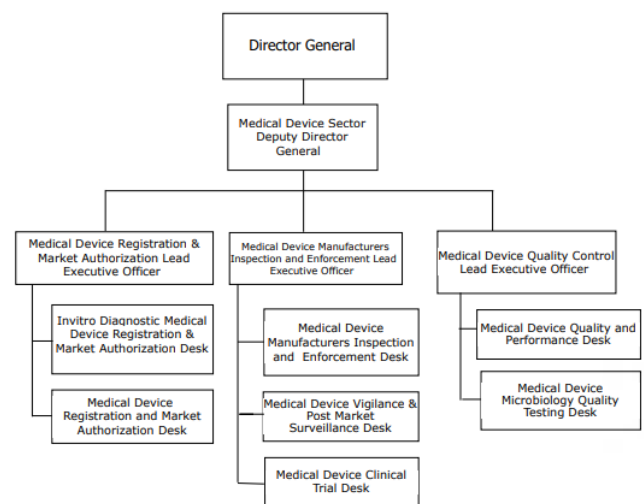 Director General
Medical Device Sector
Deputy Director
General
Medical Device Registration &
Market Authorization Lead
Executive Officer
Medical Device Manufacturers
Inspection and Enforcement Lead
Executive Officer
Medical Device Quality Control
Lead Executive Officer
Invitro Diagnostic Medical
Device Registration &
Market Authorization Desk
Medical Device
Registration and Market
Authorization Desk
Medical Device
Manufacturers Inspection
and Enforcement Desk
Medical Device Vigilance &
Post Market
Surveillance Desk
Medical Device Clinical
Trial Desk
Medical Device Quality and
Performance Desk
Medical Device
Microbiology Quality
Testing Desk